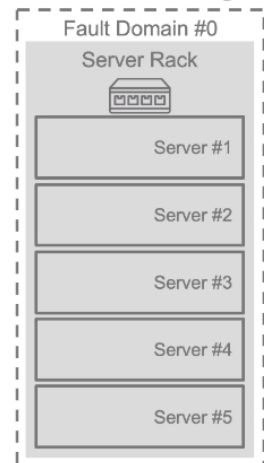 Fault Domain #0
Server Rack
Server #1
Server #2
Server #3
Server #4
Server #5